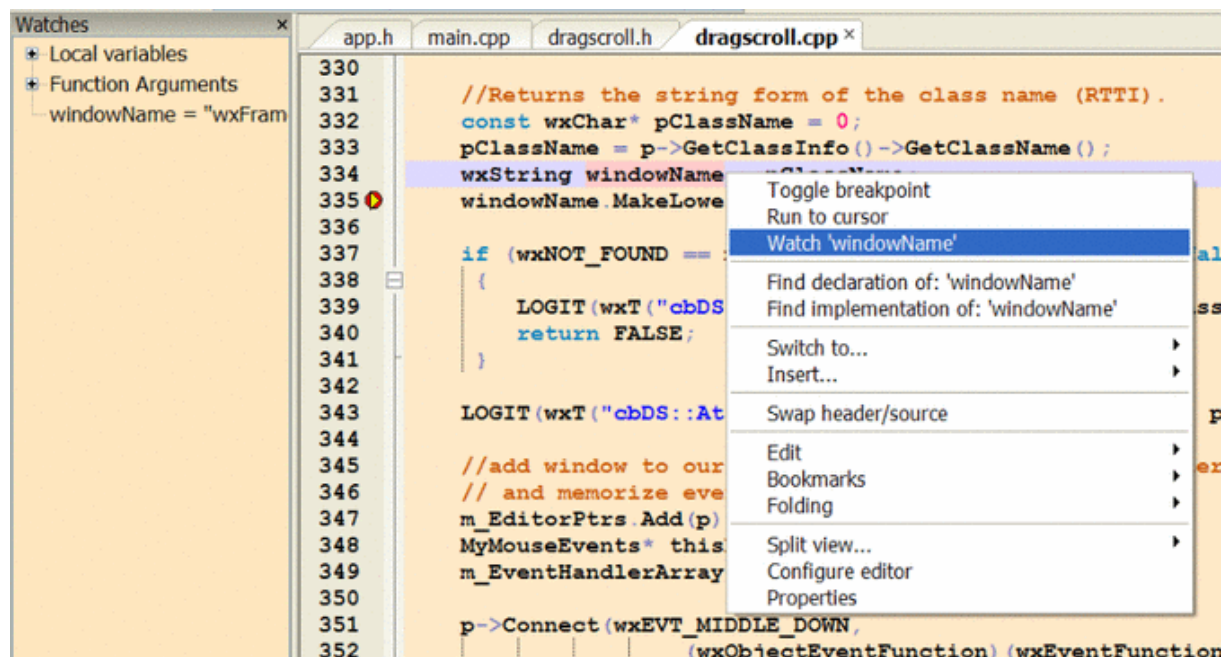 Watches ×
Local variables
Function Arguments
windowName = "wxFram
app.h main.cpp dragscroll.h dragscroll.cpp ×
330
331 //Returns the string form of the class name (RTTI).
332 const wxChar* pClassName = 0;
333 pClassName = p->GetClassInfo()->GetClassName();
334 wxString windowName = pClassName;
335 windowName.MakeLowe
336
337 if (wxNOT_FOUND ==
338 {
339 LOGIT(wxT("cbDS
340 return FALSE;
341 }
342
343 LOGIT(wxT("cbDS::At p
344
345 //add window to our er
346 // and memorize eve
347 m_EditorPtrs.Add(p)
348 MyMouseEvents* this
349 m_EventHandlerArray
350
351 p->Connect(wxEVT_MIDDLE_DOWN,
352 (wxObjectEventFunction)(wxEventFunction
Toggle breakpoint
Run to cursor
Watch 'windowName'
Find declaration of: 'windowName'
Find implementation of: 'windowName'
Switch to...
Insert...
Swap header/source
Edit
Bookmarks
Folding
Split view...
Configure editor
Properties